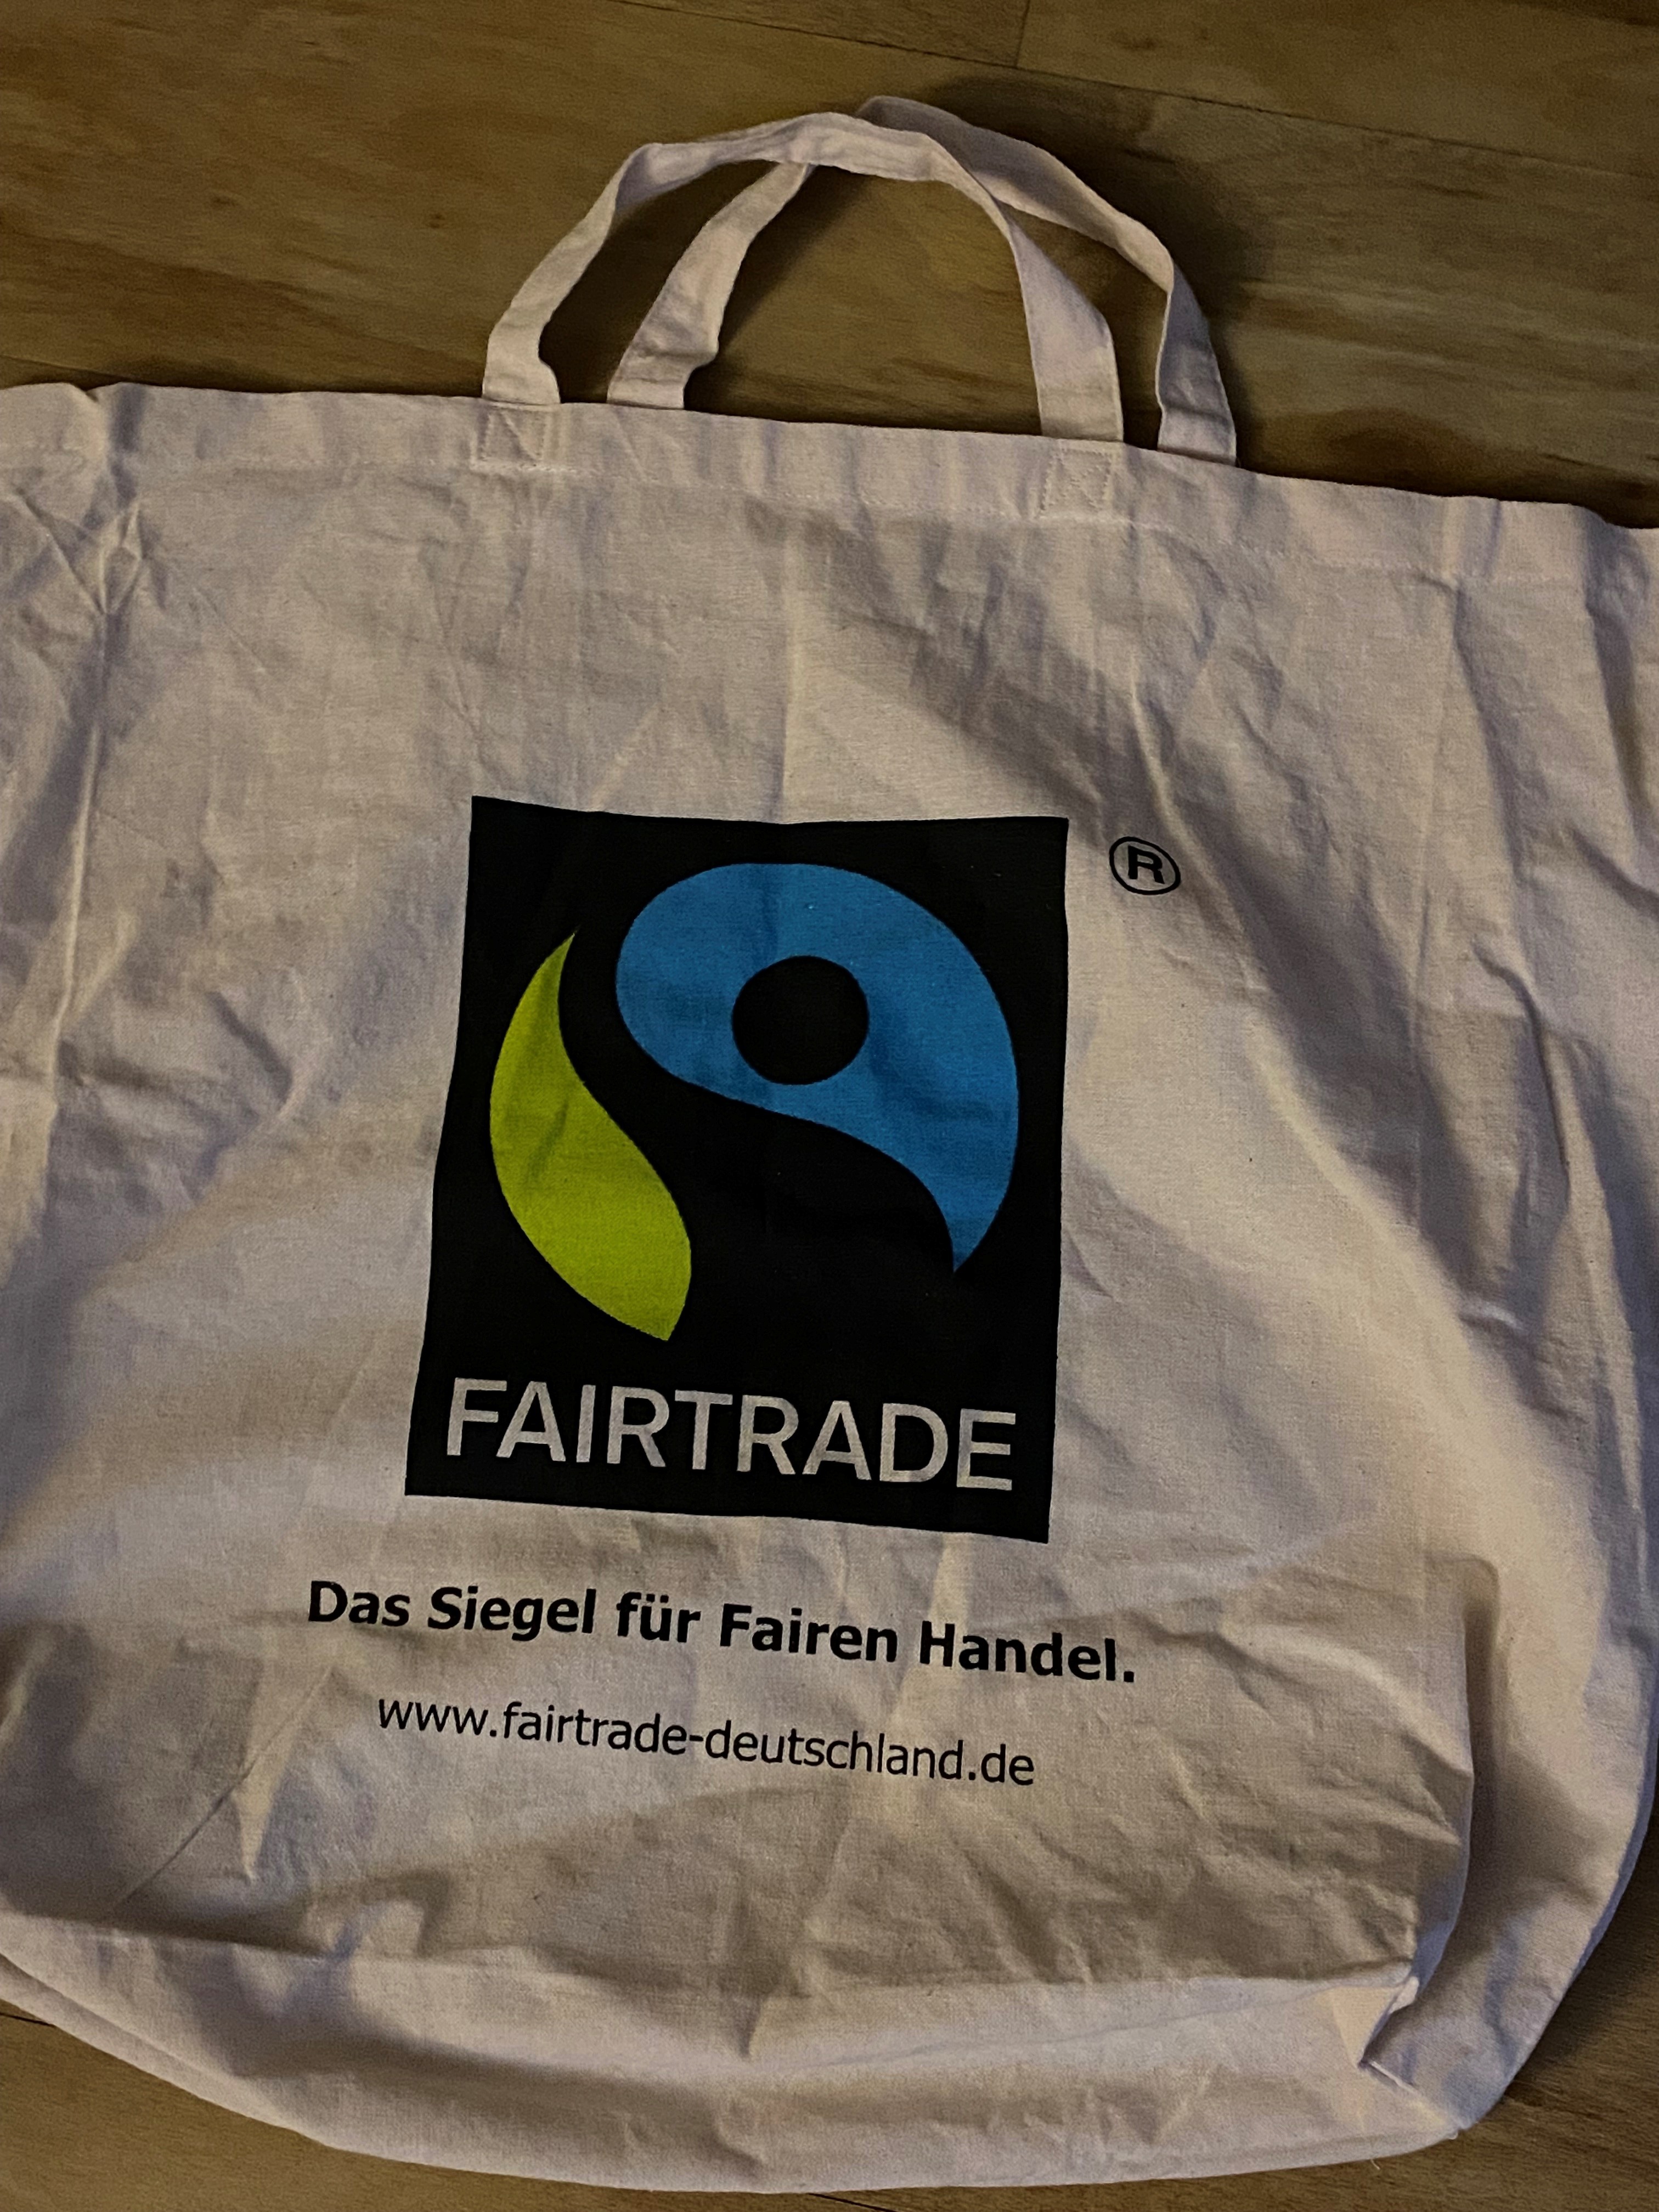 ®
FAIRTRADE
Das Siegel für Fairen Handel.
www.fairtrade-deutschland.de